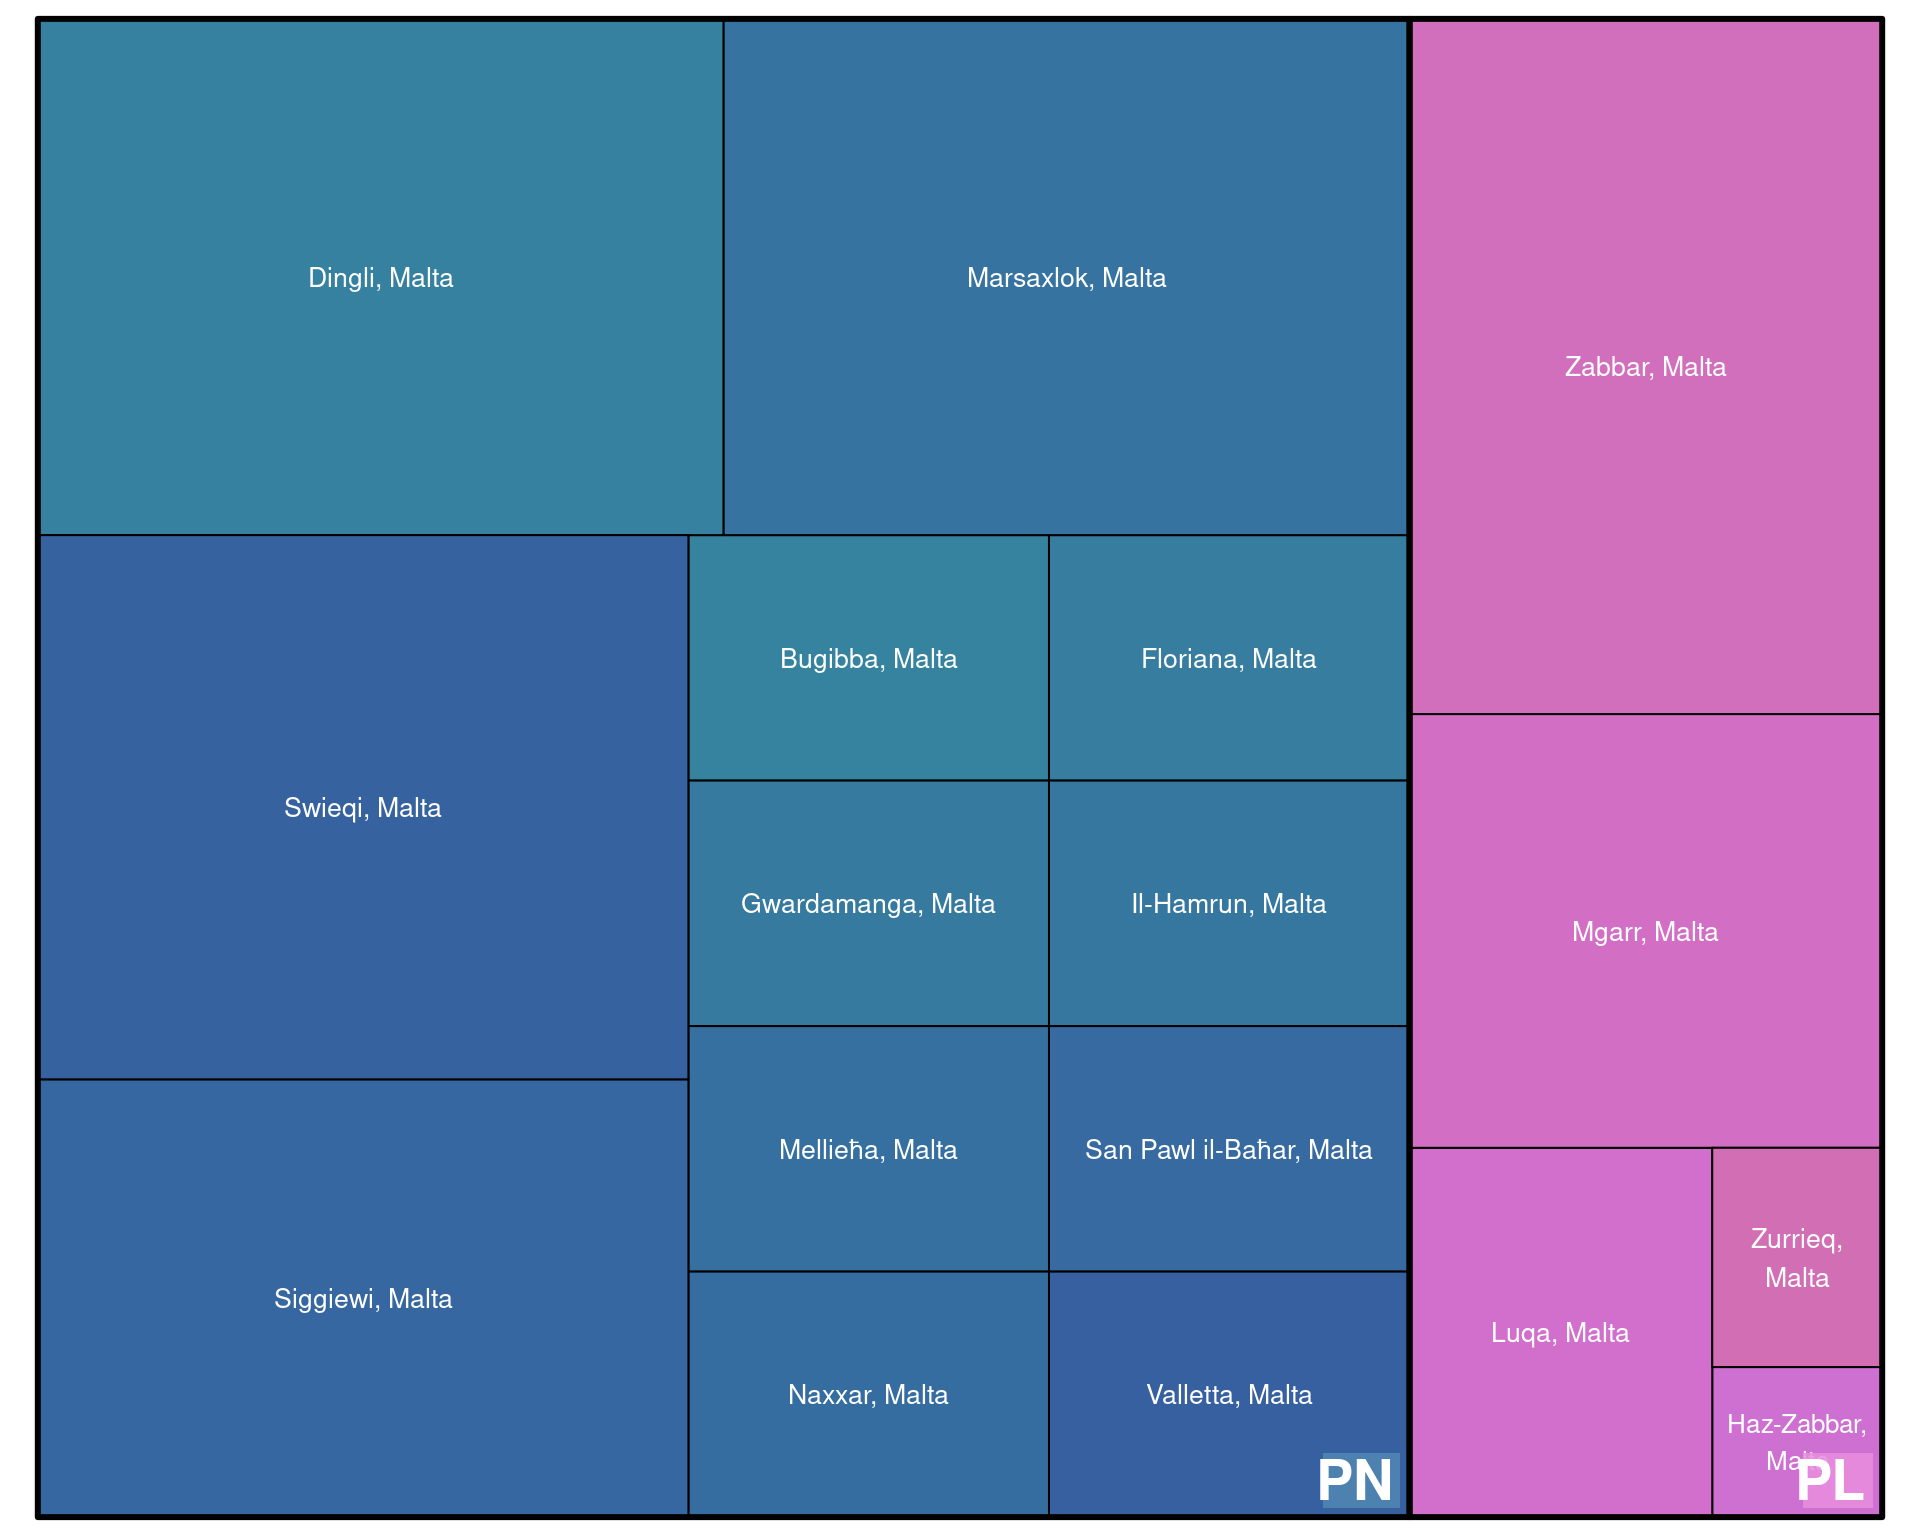 Dingli, Malta
Marsaxlok, Malta
Zabbar, Malta
Swieqi, Malta
Bugibba, Malta
Floriana, Malta
Gwardamanga, Malta
Il-Hamrun, Malta
Mgarr, Malta
Siggiewi, Malta
Mellieħa, Malta
San Pawl il-Baħar, Malta
Naxxar, Malta
Valletta, Malta
Luqa, Malta
Zurrieq,
Malta
Haz-Zabbar,
Malta
PN
PL